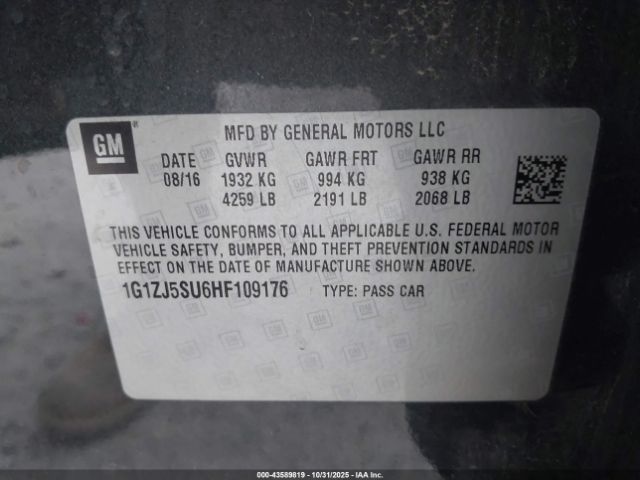 GM
MFD BY GENERAL MOTORS LLC
DATE GVWR GAWR FRT GAWR RR
08/16 1932 KG 994 KG 938 KG
4259 LB 2191 LB 2068 LB
THIS VEHICLE CONFORMS TO ALL APPLICABLE U.S. FEDERAL MOTOR
VEHICLE SAFETY, BUMPER, AND THEFT PREVENTION STANDARDS IN
EFFECT ON THE DATE OF MANUFACTURE SHOWN ABOVE.
1G1ZJ5SU6HF109176 TYPE: PASS CAR
000-43589819 | 10/31/2025 | IAA Inc.